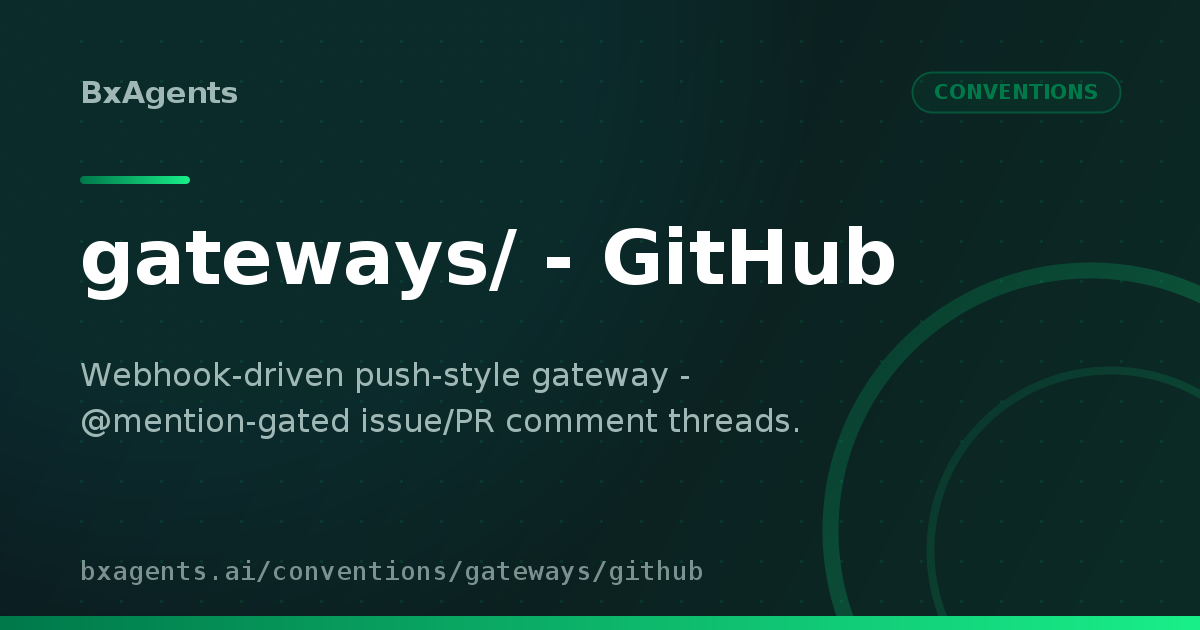 BxAgents
CONVENTIONS
gateways/ - GitHub
Webhook-driven push-style gateway -
@mention-gated issue/PR comment threads.
bxagents.ai/conventions/gateways/github